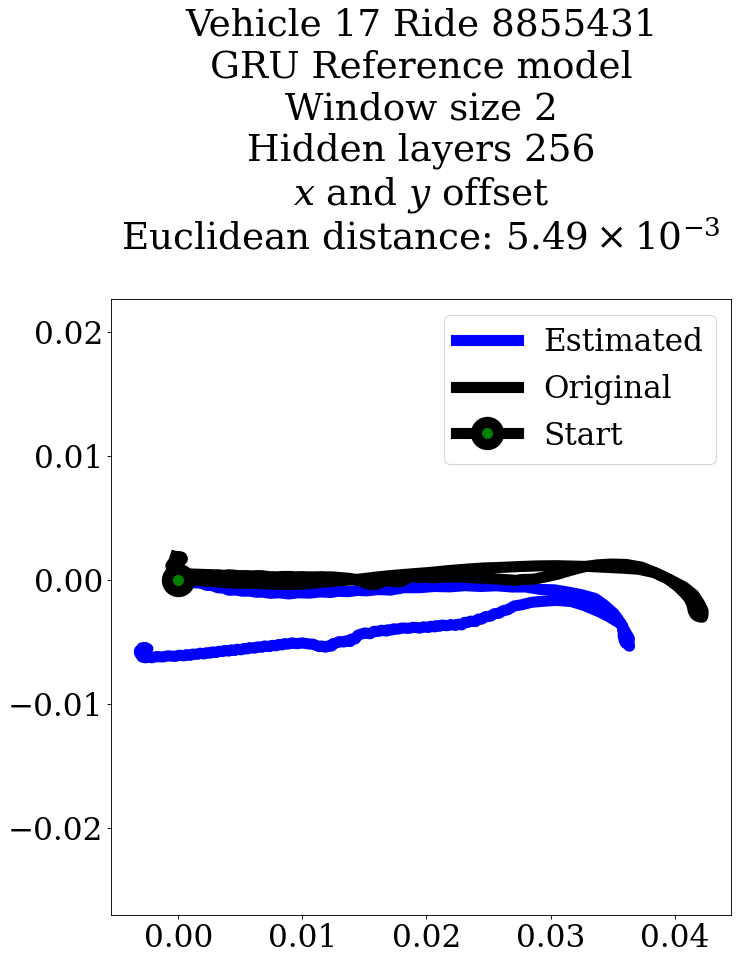 Vehicle 17 Ride 8855431
GRU Reference model
Window size 2
Hidden layers 256
x and y offset
Euclidean distance: 5.49 × 10⁻³
0.02
0.01
0.00
−0.01
−0.02
Estimated
Original
Start
0.00 0.01 0.02 0.03 0.04